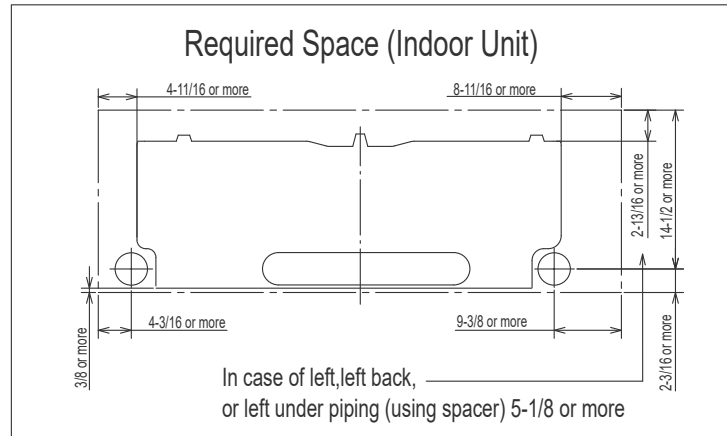 Required Space (Indoor Unit)
4-11/16 or more
8-11/16 or more
2-13/16 or more
14-1/2 or more
4-3/16 or more
9-3/8 or more
3/8 or more
2-3/16 or more
In case of left,left back,
or left under piping (using spacer) 5-1/8 or more